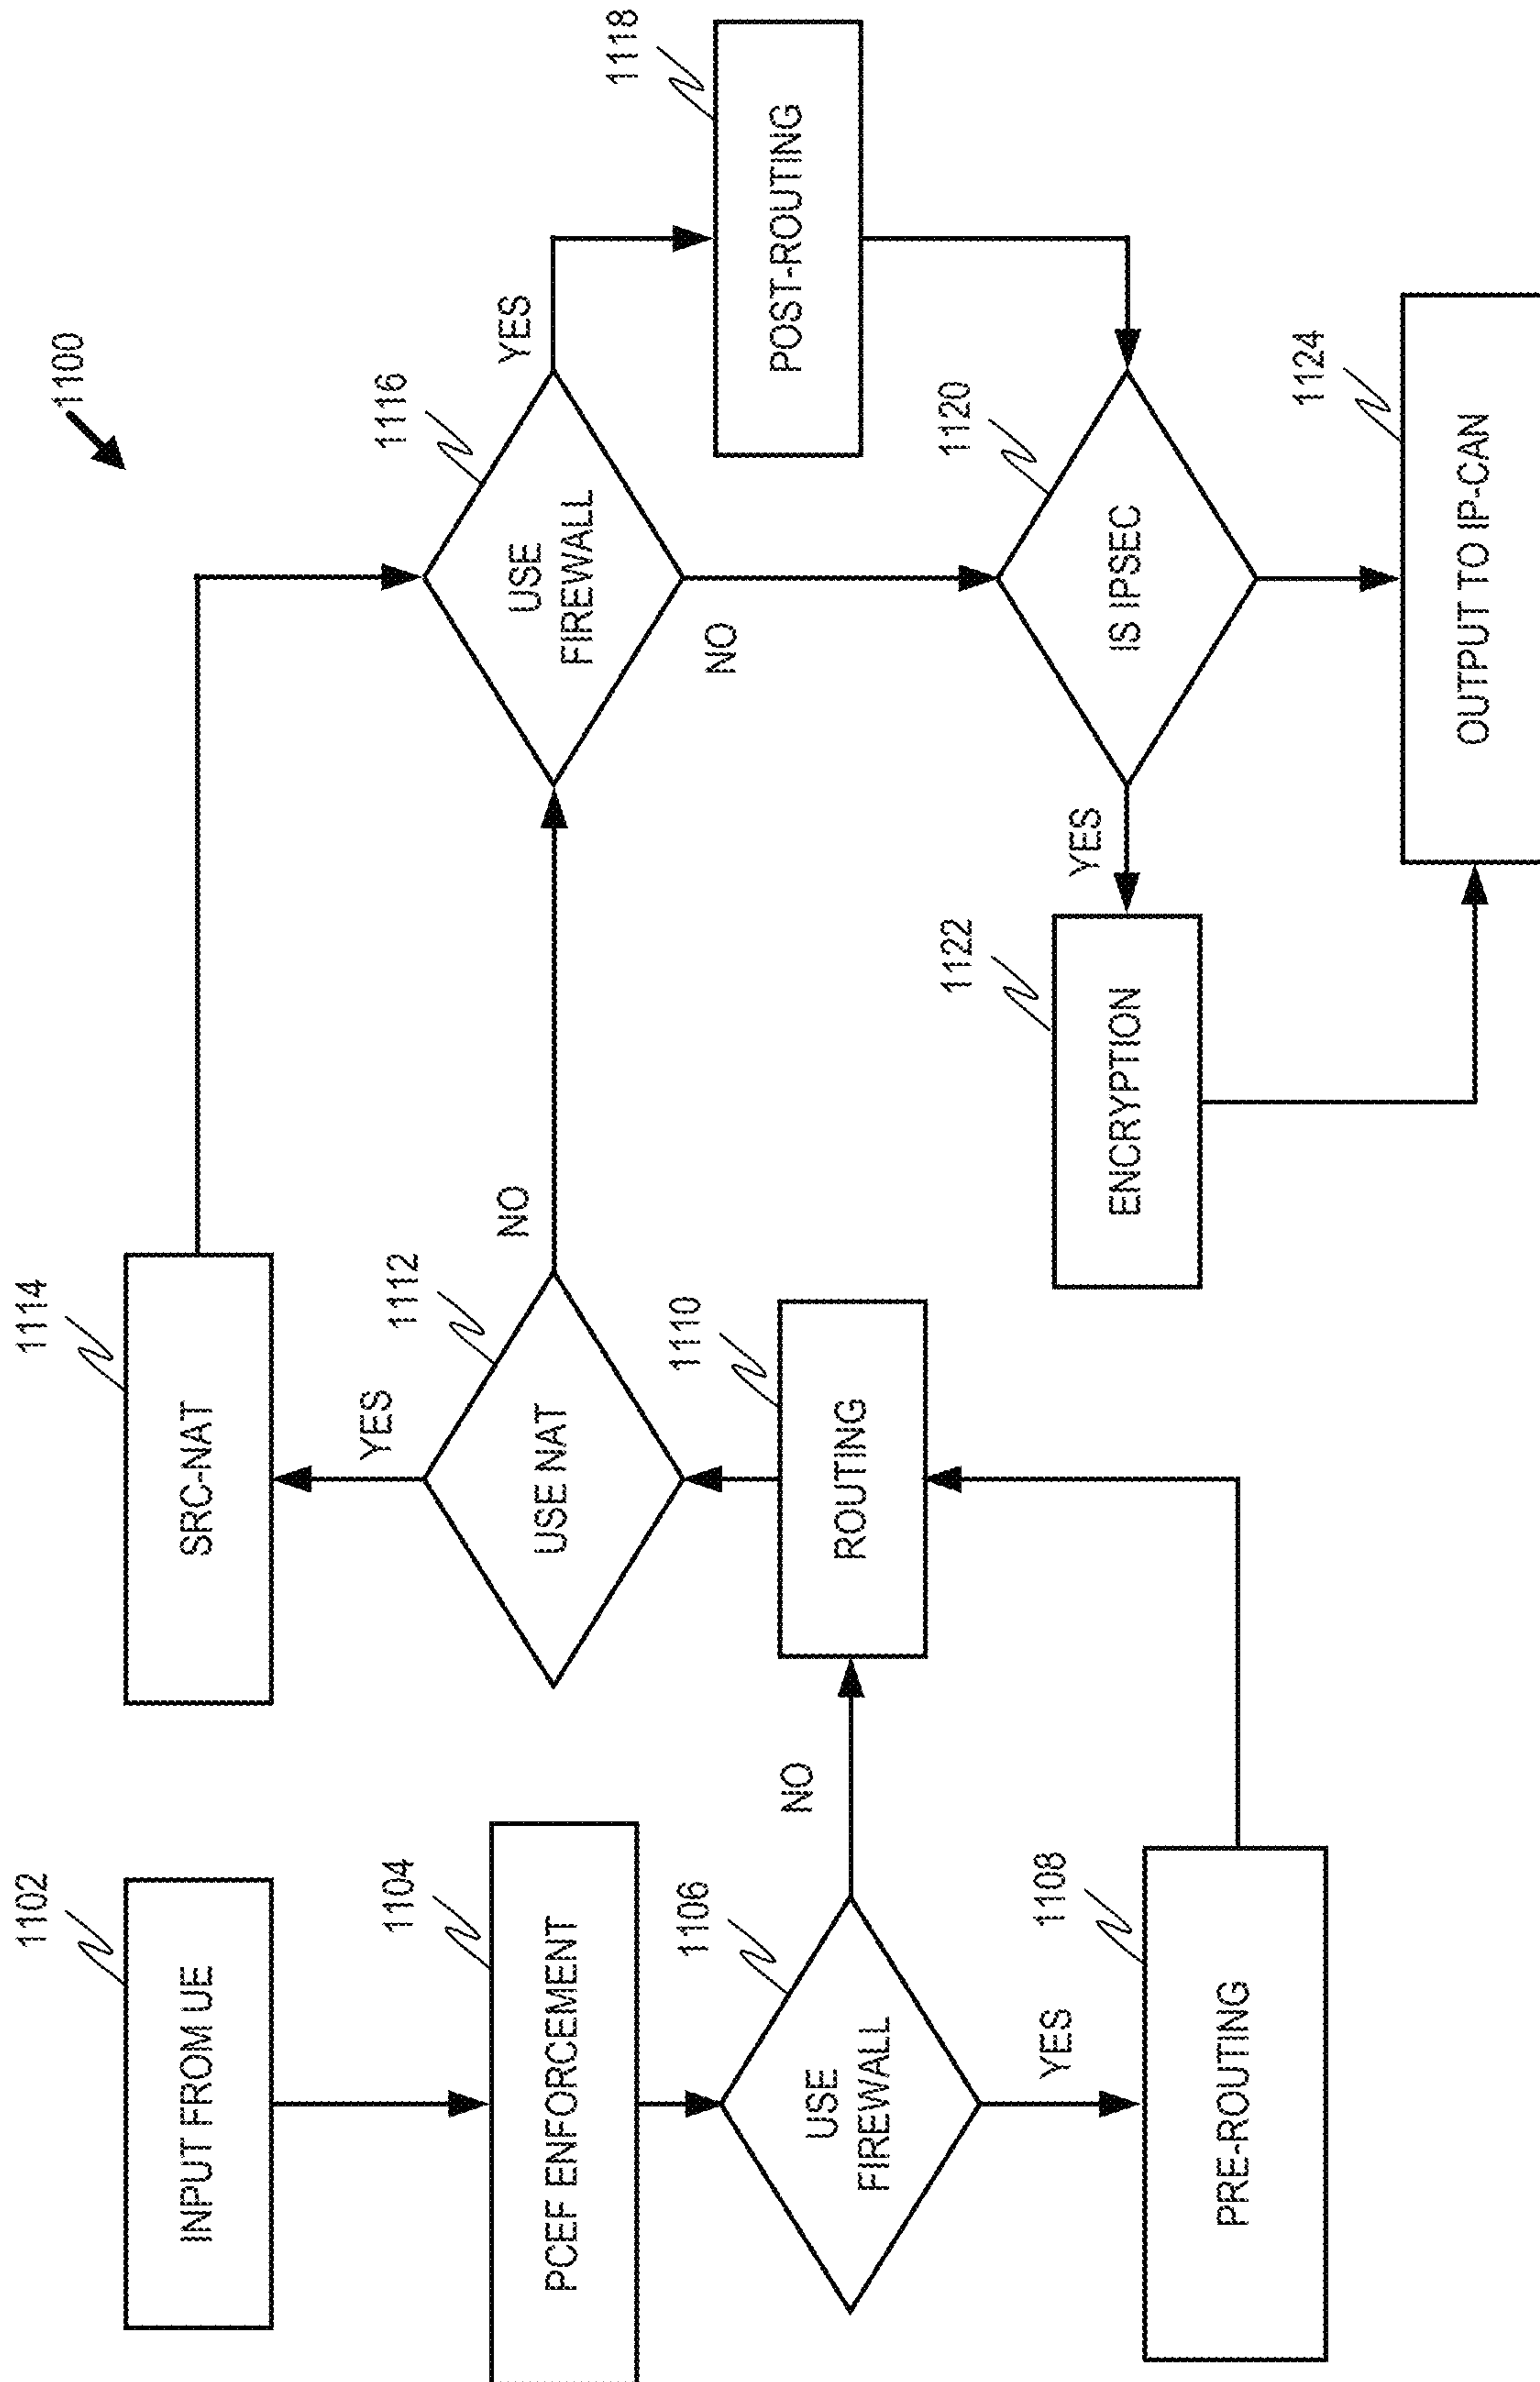 1100
1102
INPUT FROM UE
1104
PCEF ENFORCEMENT
1106
USE
FIREWALL
NO
YES
1108
PRE-ROUTING
1110
ROUTING
1112
USE NAT
YES
NO
1114
SRC-NAT
1116
USE
FIREWALL
YES
NO
1118
POST-ROUTING
1120
IS IPSEC
YES
1122
ENCRYPTION
1124
OUTPUT TO IP-CAN